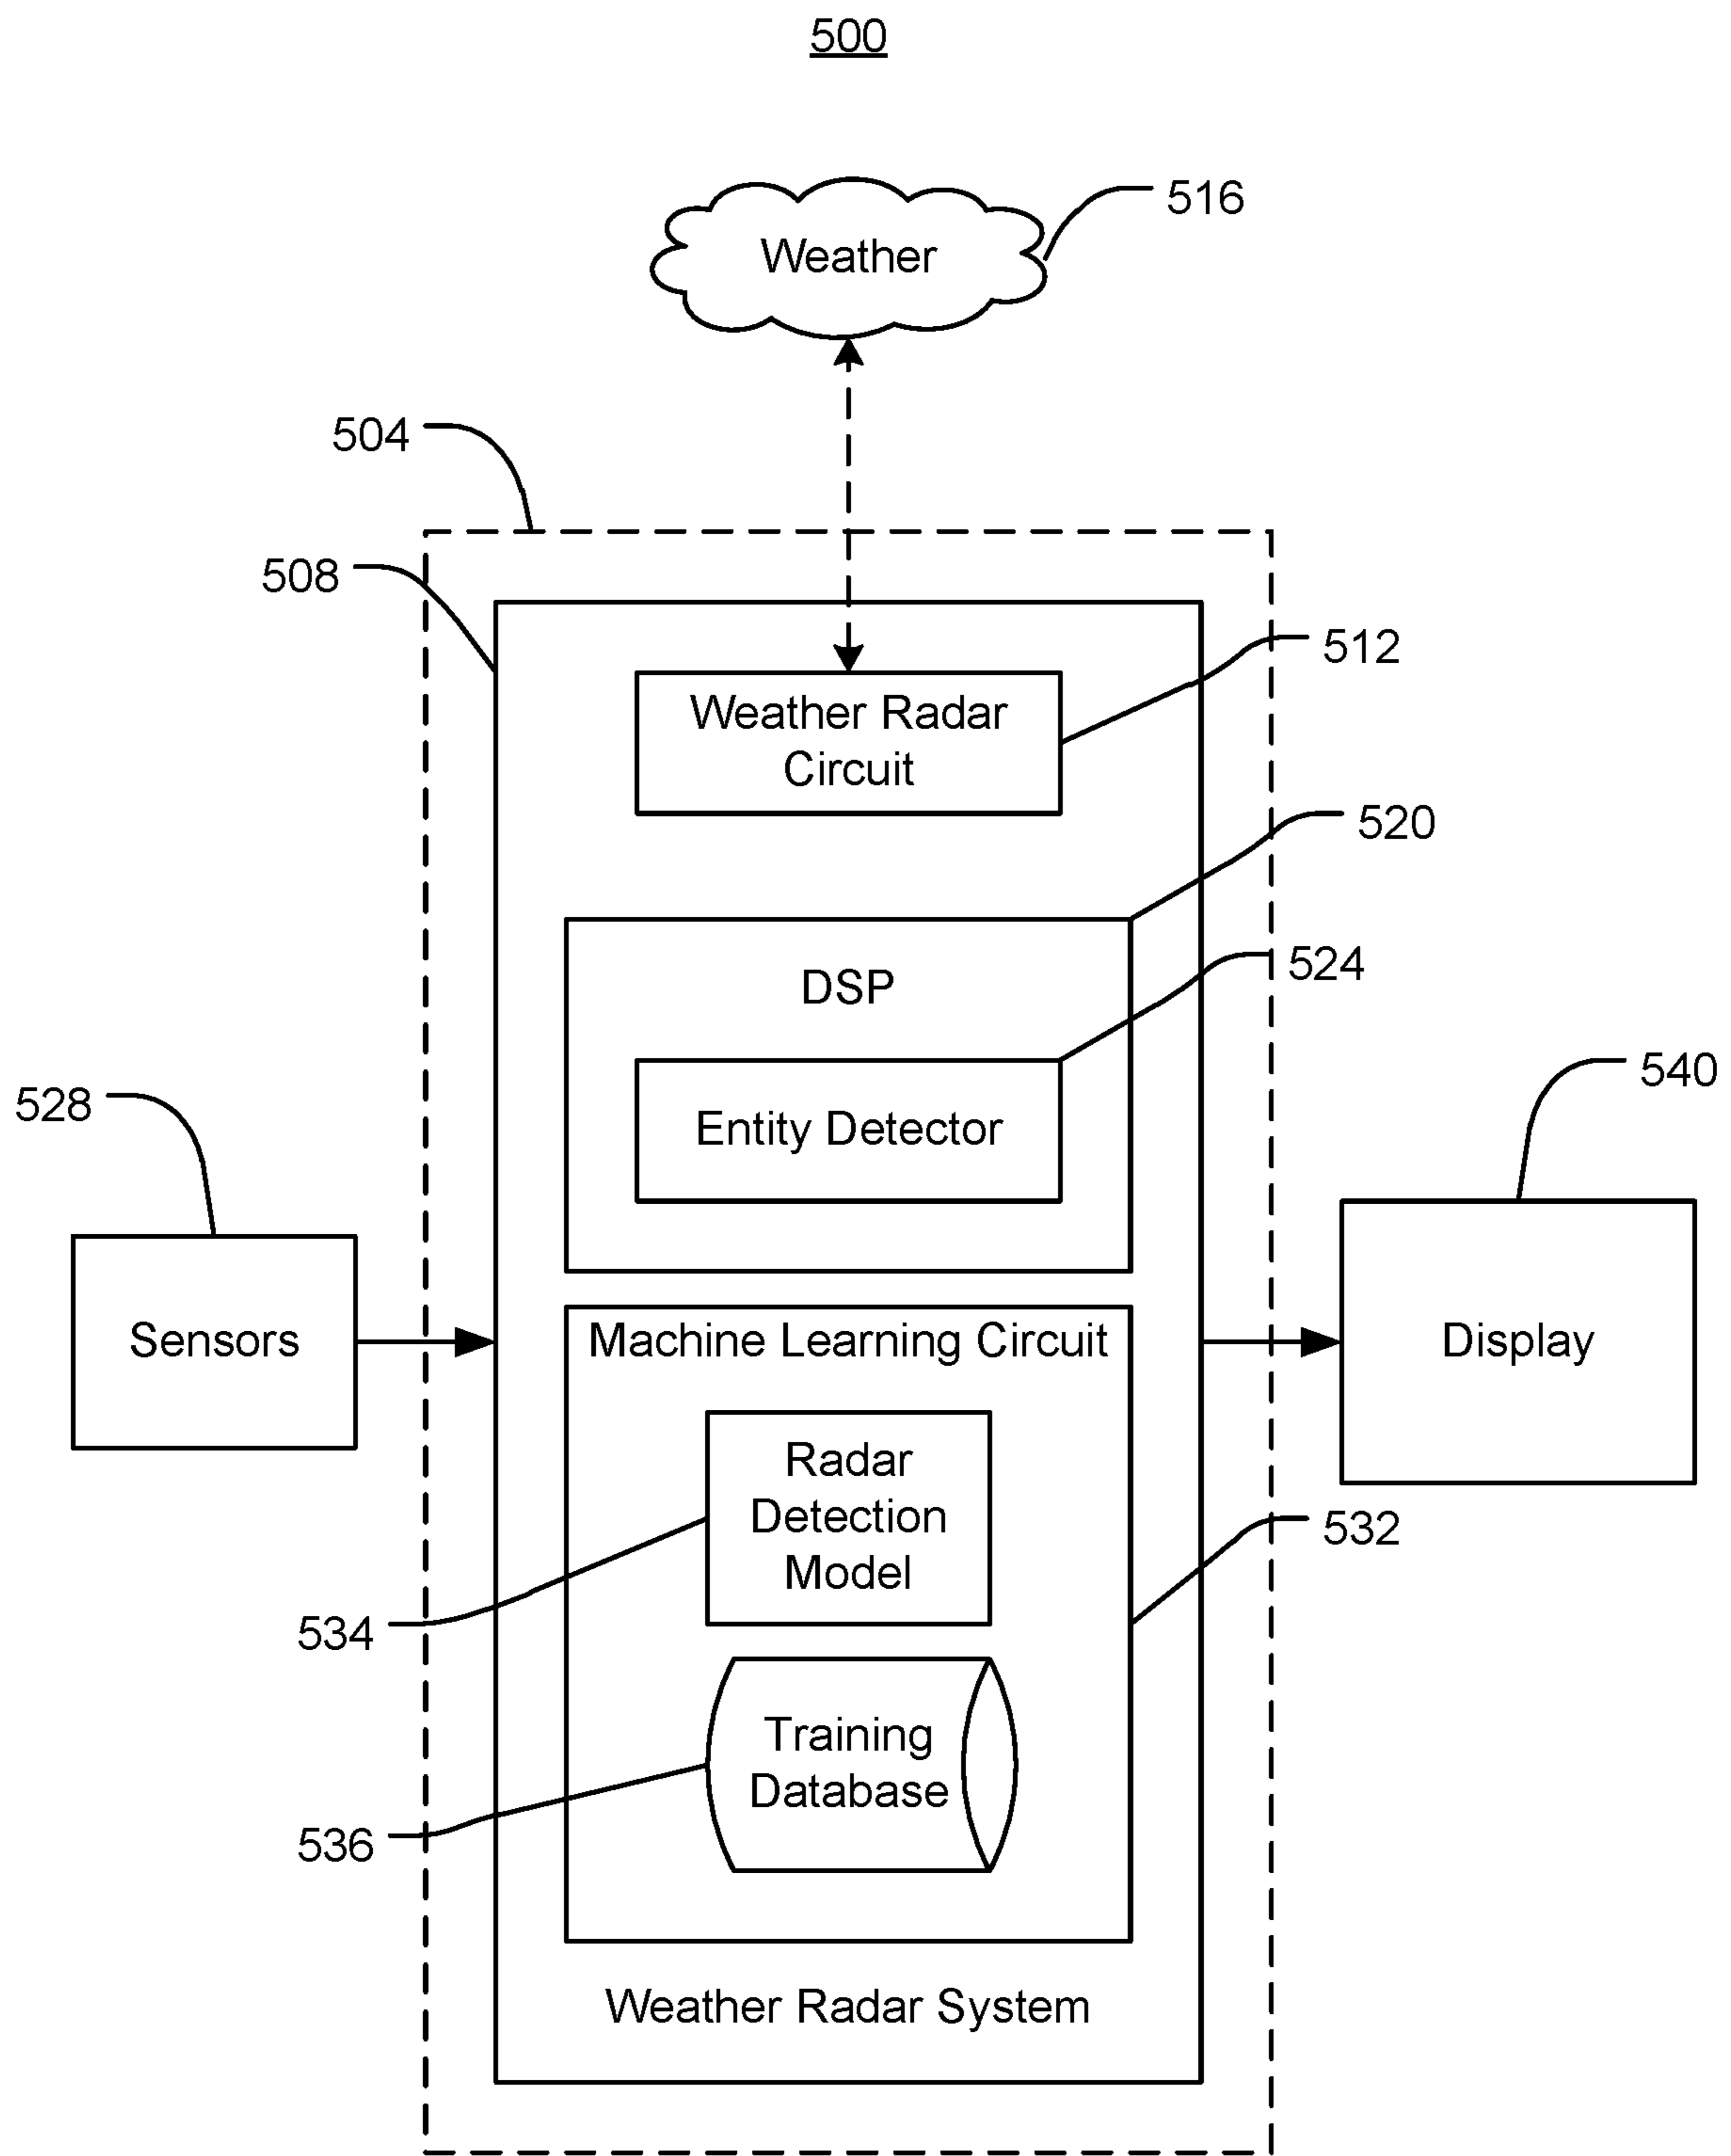 500
516
Weather
504
508
512
Weather Radar
Circuit
520
DSP
524
Entity Detector
528
540
Sensors
Machine Learning Circuit
Display
Radar
Detection
Model
532
534
Training
Database
536
Weather Radar System